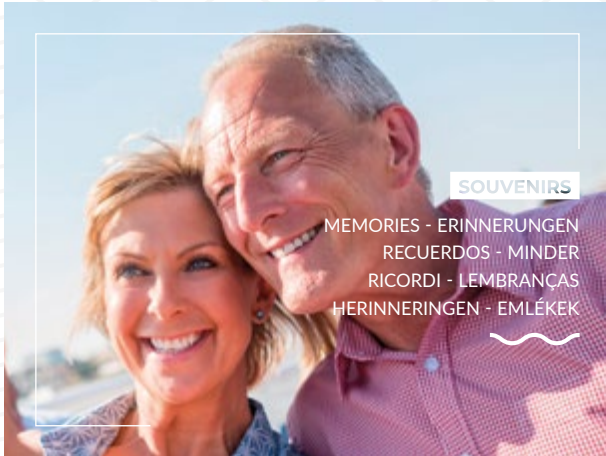 SOUVENIRS
MEMORIES - ERINNERUNGEN
RECUERDOS - MINDER
RICORDI - LEMBRANÇAS
HERINNERINGEN - EMLÉKEK